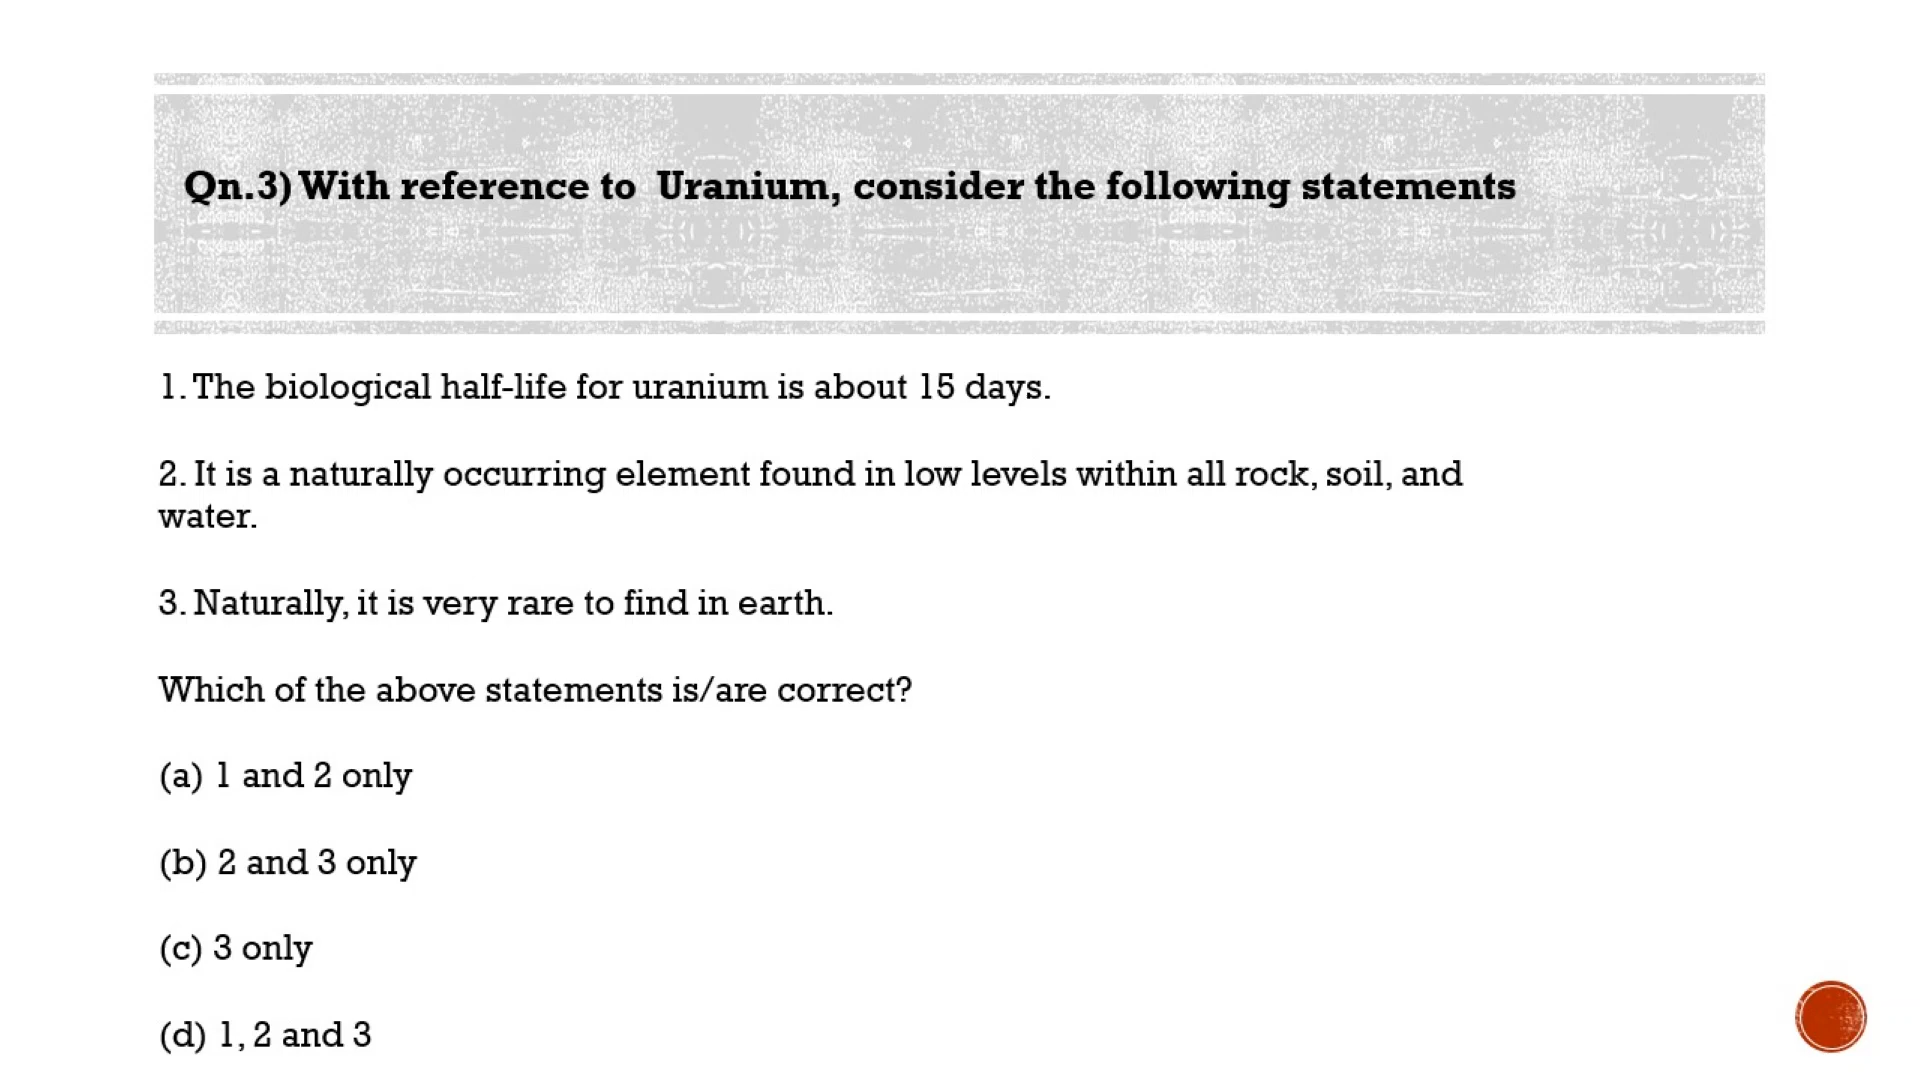 Qn.3) With reference to Uranium, consider the following statements
1. The biological half-life for uranium is about 15 days.
2. It is a naturally occurring element found in low levels within all rock, soil, and
water.
3. Naturally, it is very rare to find in earth.
Which of the above statements is/are correct?
(a) 1 and 2 only
(b) 2 and 3 only
(c) 3 only
(d) 1, 2 and 3